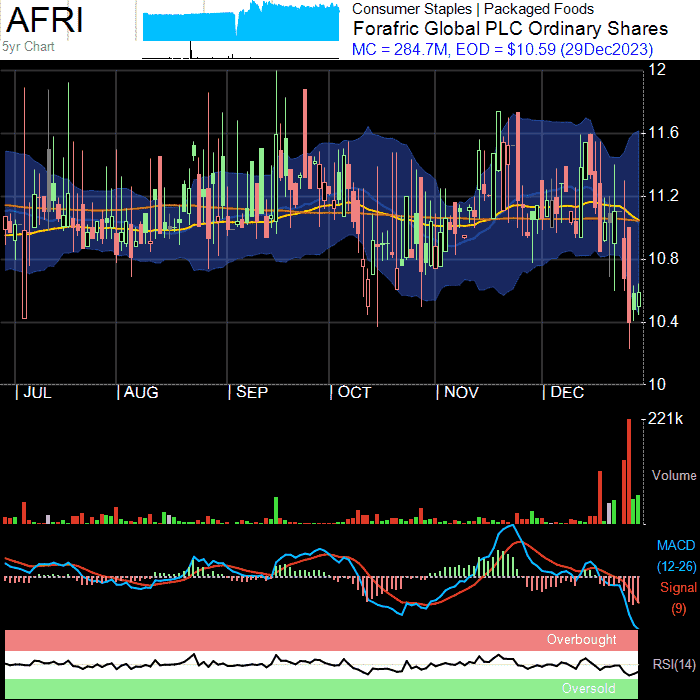 AFRI
5yr Chart
Consumer Staples | Packaged Foods
Forafric Global PLC Ordinary Shares
MC = 284.7M, EOD = $10.59 (29Dec2023)
12
11.6
11.2
10.8
10.4
10
| JUL | AUG | SEP | OCT | NOV | DEC
221k
Volume
MACD
(12-26)
Signal
(9)
Overbought
RSI(14)
Oversold